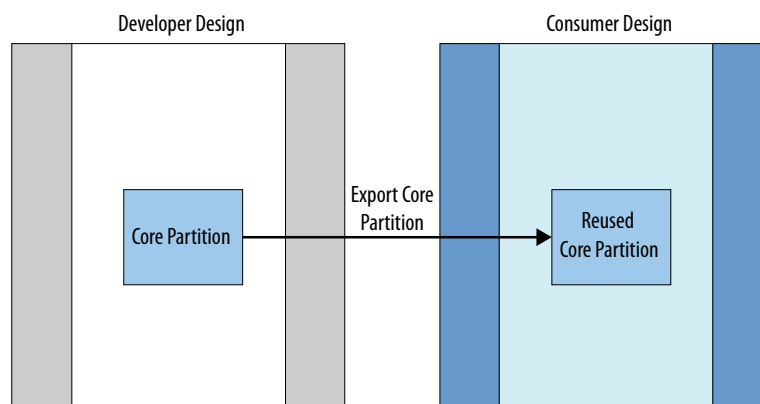 Developer Design
Consumer Design
Export Core
Partition
Core Partition
Reused
Core Partition